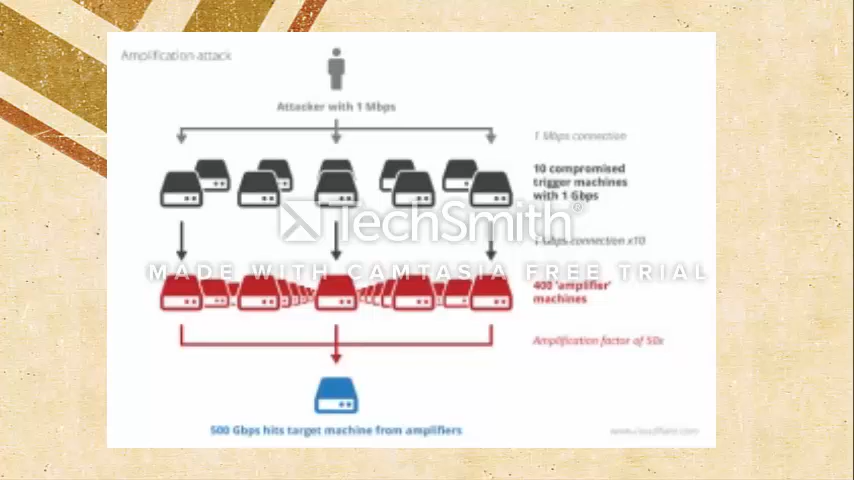 Amplification attack
Attacker with 1 Mbps
1 Mbps connection
10 compromised
trigger machines
with 1 Gbps
TechSmith®
1 Gbps connection x10
MADE WITH CAMTASIA FREE TRIAL
400 'amplifier'
machines
Amplification factor of 50x
500 Gbps hits target machine from amplifiers
www.cloudflare.com